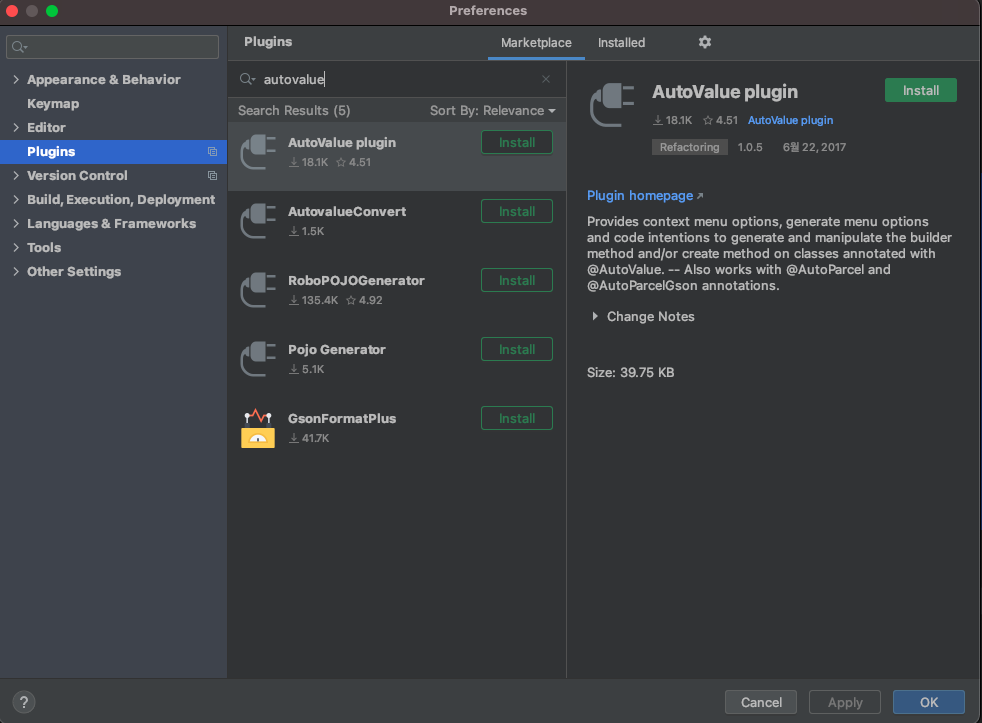 Preferences
Appearance & Behavior
Keymap
Editor
Plugins
Version Control
Build, Execution, Deployment
Languages & Frameworks
Tools
Other Settings
Plugins
Marketplace
Installed
autovalue
Search Results (5)
Sort By: Relevance
AutoValue plugin
18.1K 4.51
Install
AutovalueConvert
1.5K
Install
RoboPOJOGenerator
135.4K 4.92
Install
Pojo Generator
5.1K
Install
GsonFormatPlus
41.7K
Install
AutoValue plugin
Install
18.1K 4.51 AutoValue plugin
Refactoring 1.0.5 6월 22, 2017
Plugin homepage
Provides context menu options, generate menu options
and code intentions to generate and manipulate the builder
method and/or create method on classes annotated with
@AutoValue. -- Also works with @AutoParcel and
@AutoParcelGson annotations.
Change Notes
Size: 39.75 KB
?
Cancel
Apply
OK